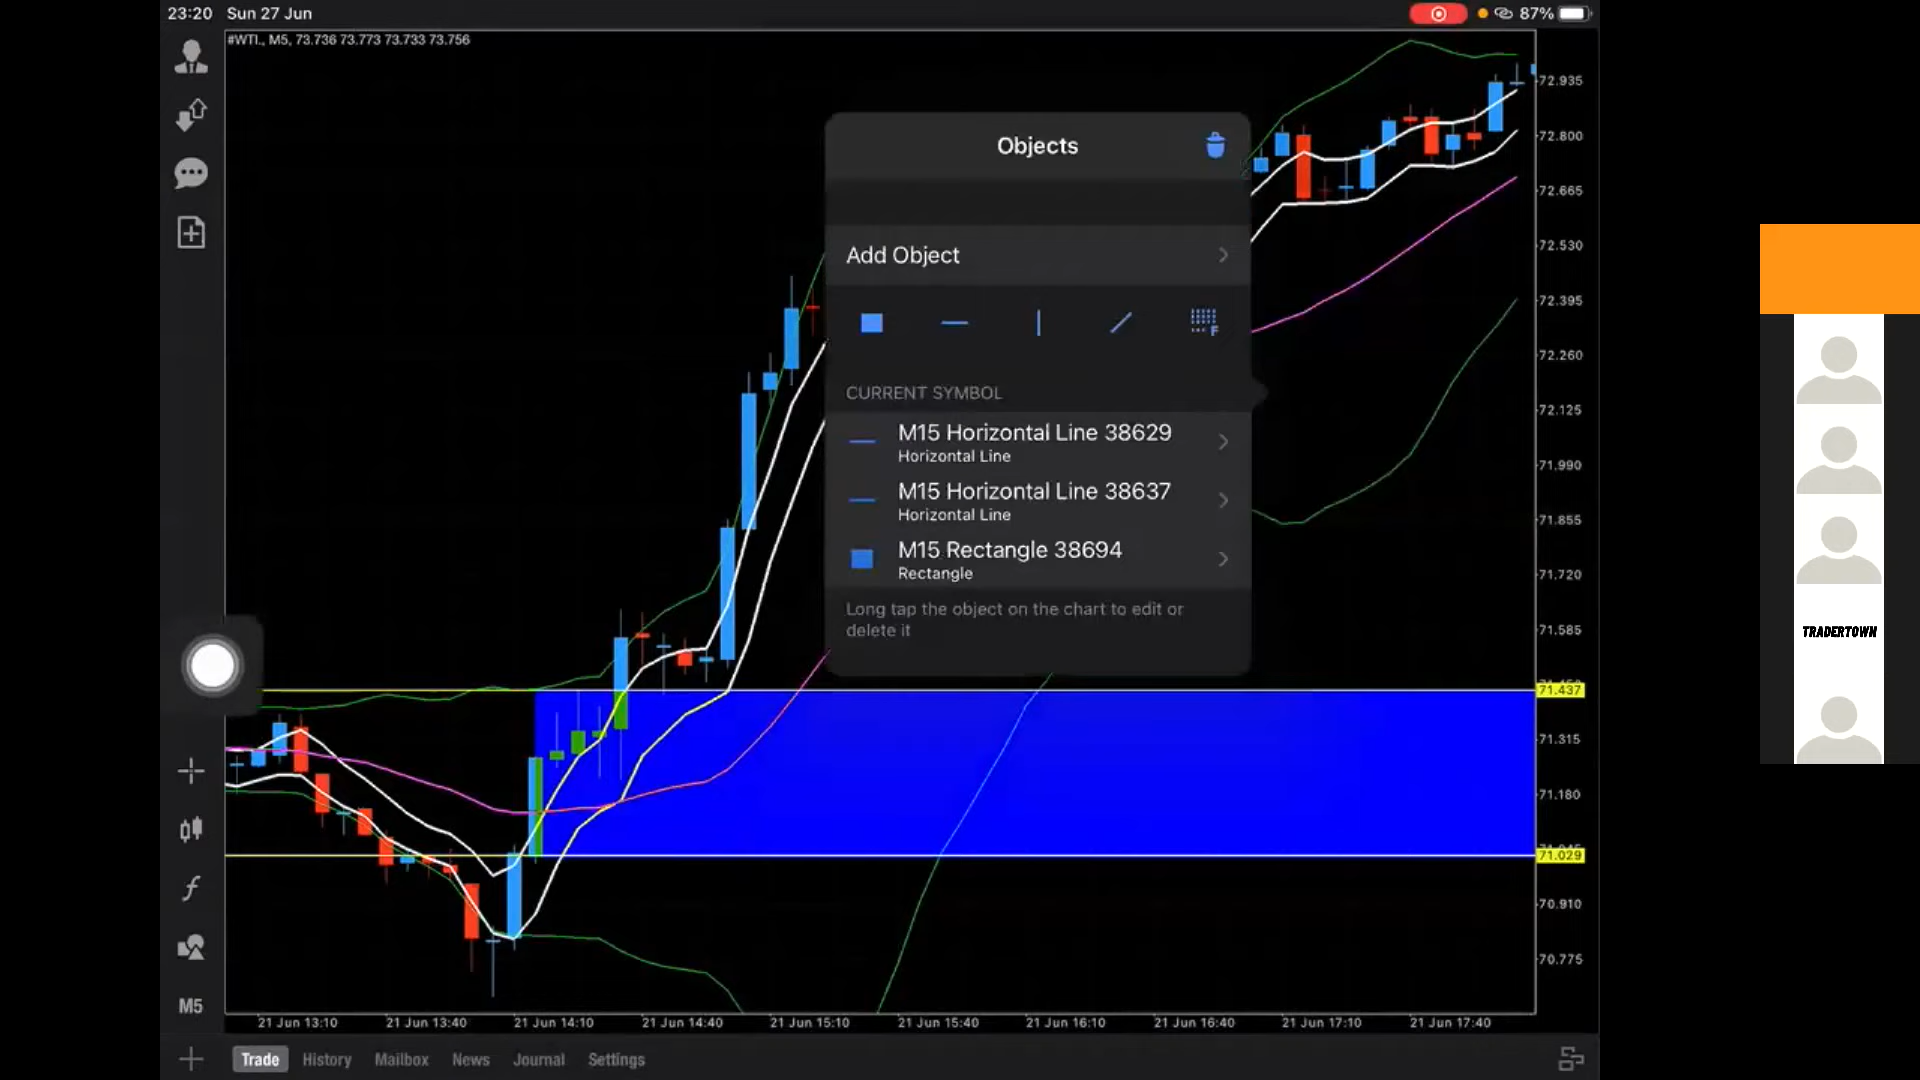 23:20 Sun 27 Jun
87%
#WTI., M5, 73.736 73.773 73.733 73.756
Objects
Add Object
F
CURRENT SYMBOL
M15 Horizontal Line 38629
Horizontal Line
M15 Horizontal Line 38637
Horizontal Line
M15 Rectangle 38694
Rectangle
Long tap the object on the chart to edit or
delete it
72.935
72.800
72.665
72.530
72.395
72.260
72.125
71.990
71.855
71.720
71.585
71.437
71.315
71.180
71.029
70.910
70.775
TRADERTOWN
f
M5
21 Jun 13:10
21 Jun 13:40
21 Jun 14:10
21 Jun 14:40
21 Jun 15:10
21 Jun 15:40
21 Jun 16:10
21 Jun 16:40
21 Jun 17:10
21 Jun 17:40
Trade
History
Mailbox
News
Journal
Settings